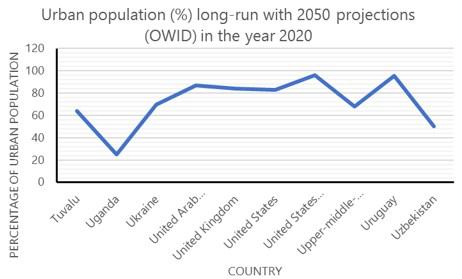 Urban population (%) long-run with 2050 projections
(OWID) in the year 2020
PERCENTAGE OF URBAN POPULATION
120
100
80
60
40
20
0
Tuvalu
Uganda
Ukraine
United Arab...
United Kingdom
United States
United States...
Upper-middle-...
Uruguay
Uzbekistan
COUNTRY